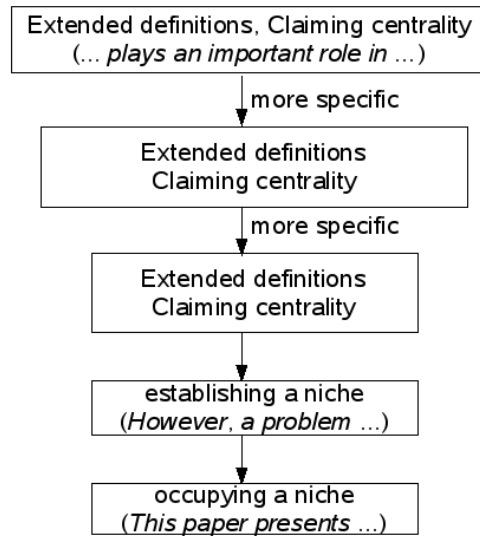 Extended definitions, Claiming centrality
(... plays an important role in ...)
more specific
Extended definitions
Claiming centrality
more specific
Extended definitions
Claiming centrality
establishing a niche
(However, a problem ...)
occupying a niche
(This paper presents ...)